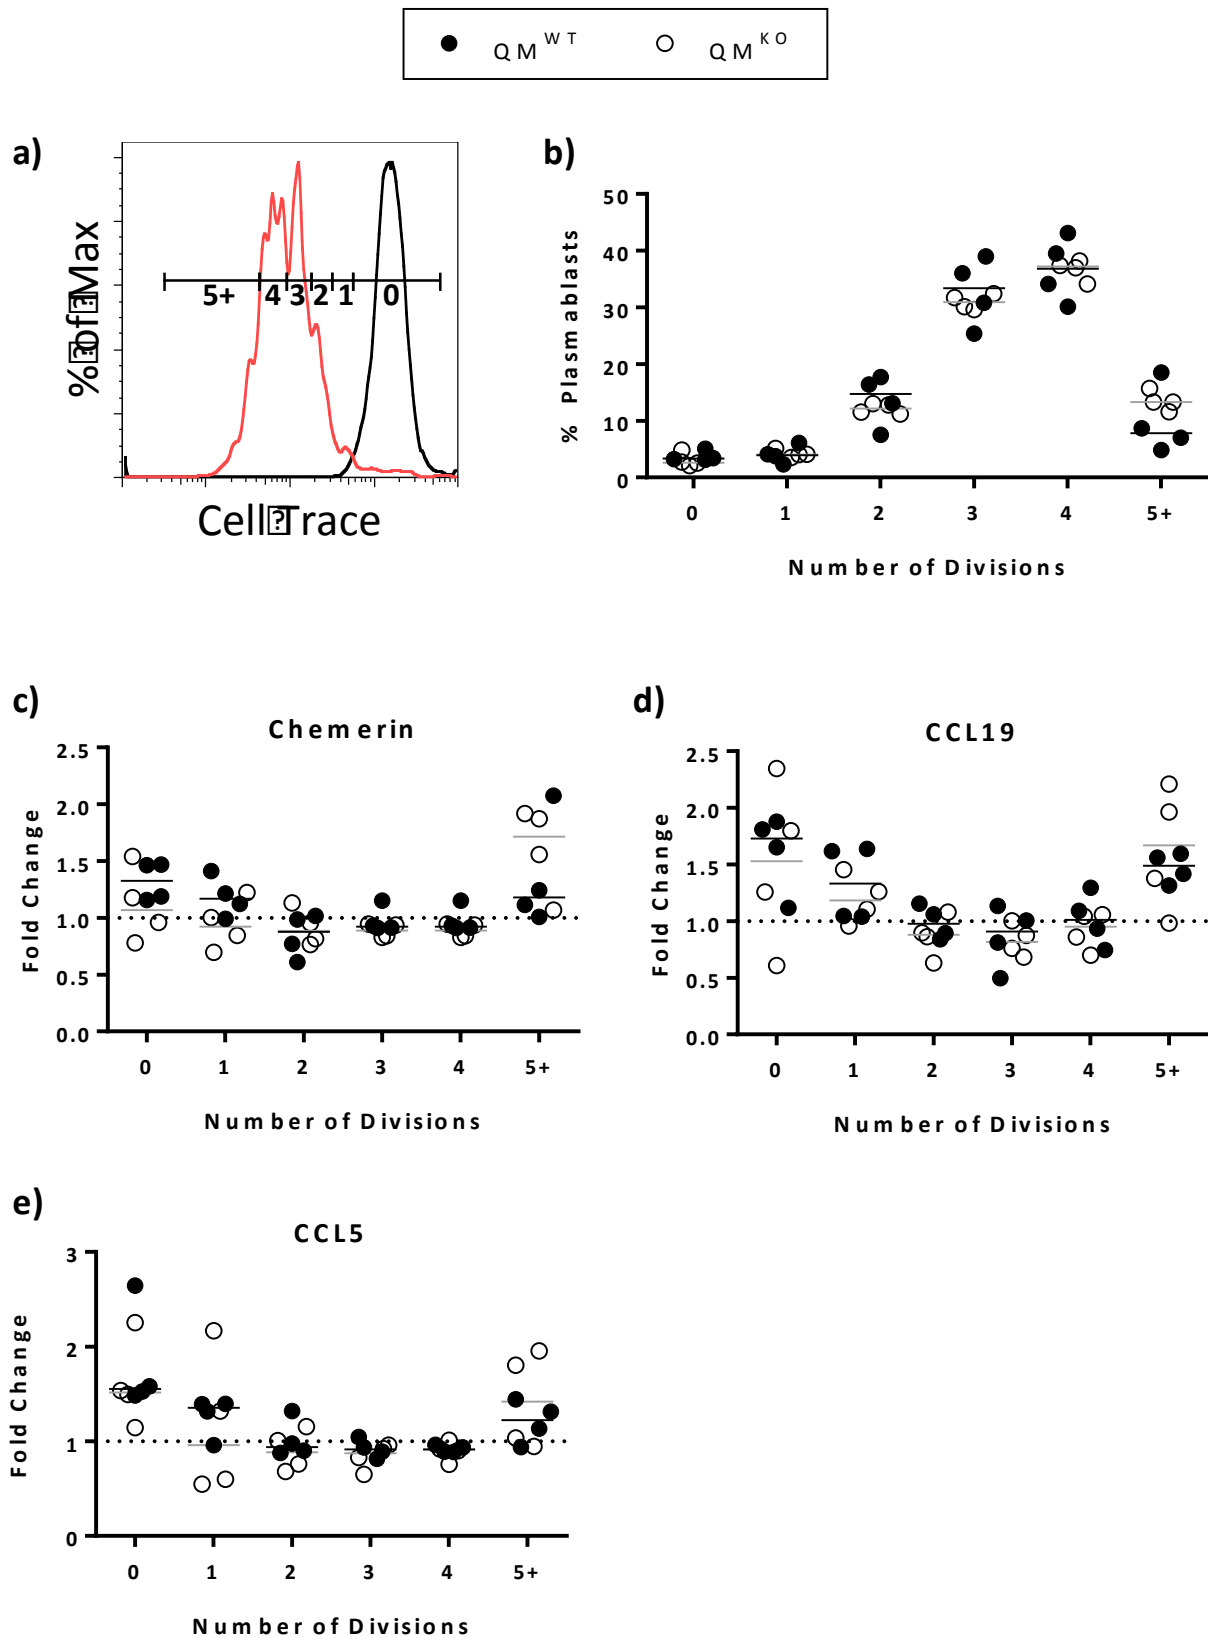 QM^WT QM^KO
a)
% of Max
5+ 4 3 2 1 0
Cell Trace
b)
% Plasmablasts
50
40
30
20
10
0
0 1 2 3 4 5+
Number of Divisions
c)
Chemerin
Fold Change
2.5
2.0
1.5
1.0
0.5
0.0
0 1 2 3 4 5+
Number of Divisions
d)
CCL19
Fold Change
2.5
2.0
1.5
1.0
0.5
0.0
0 1 2 3 4 5+
Number of Divisions
e)
CCL5
Fold Change
3
2
1
0
0 1 2 3 4 5+
Number of Divisions